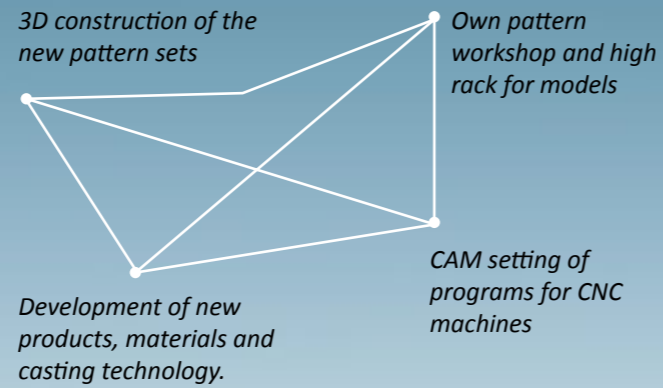 3D construction of the
new pattern sets
Own pattern
workshop and high
rack for models
CAM setting of
programs for CNC
machines
Development of new
products, materials and
casting technology.